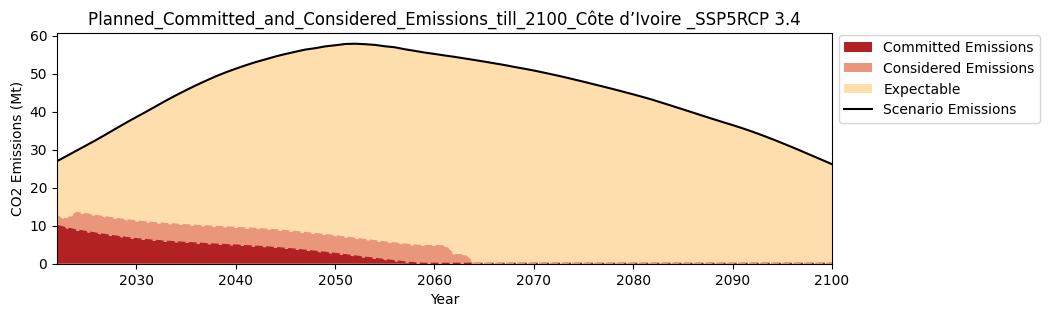 Planned_Committed_and_Considered_Emissions_till_2100_Côte d’Ivoire _SSP5RCP 3.4
60
50
40
30
20
10
0
CO2 Emissions (Mt)
2030 2040 2050 2060 2070 2080 2090 2100
Year
Committed Emissions
Considered Emissions
Expectable
Scenario Emissions